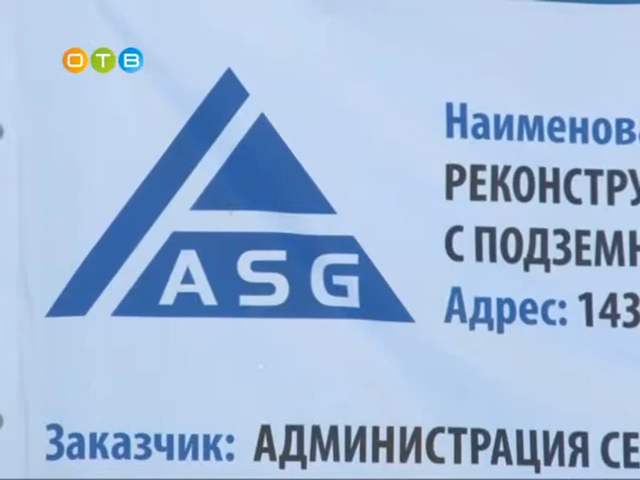 ОТВ
ASG
Наименова
РЕКОНСТРУ
С ПОДЗЕМН
Адрес: 143
Заказчик: АДМИНИСТРАЦИЯ СЕ